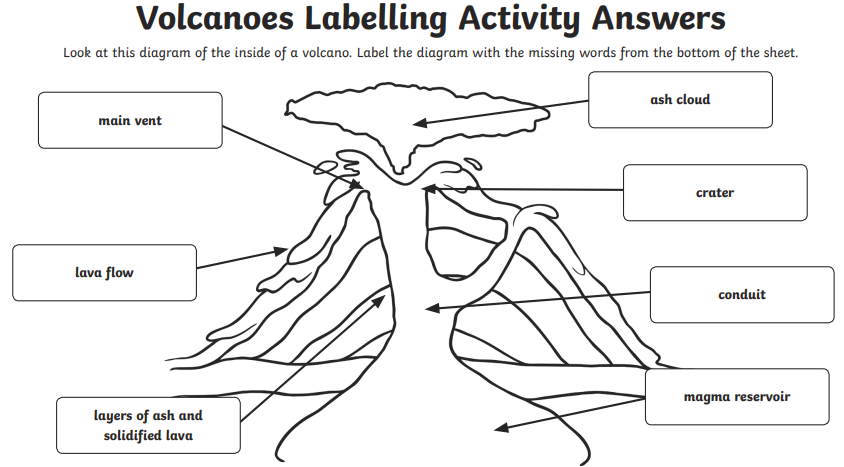 Volcanoes Labelling Activity Answers
Look at this diagram of the inside of a volcano. Label the diagram with the missing words from the bottom of the sheet.
ash cloud
main vent
crater
lava flow
conduit
magma reservoir
layers of ash and
solidified lava